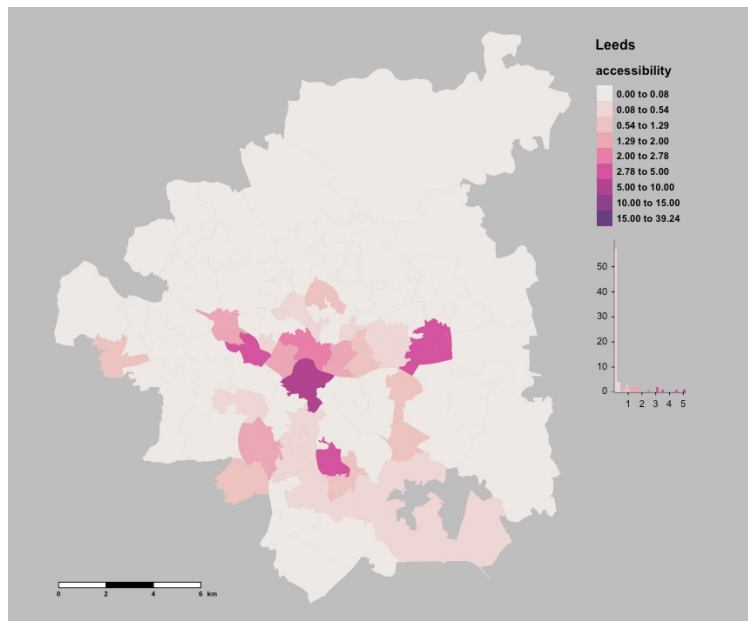 Leeds
accessibility
0.00 to 0.08
0.08 to 0.54
0.54 to 1.29
1.29 to 2.00
2.00 to 2.78
2.78 to 5.00
5.00 to 10.00
10.00 to 15.00
15.00 to 39.24
50
40
30
20
10
0
1 2 3 4 5
0 2 4 6 km